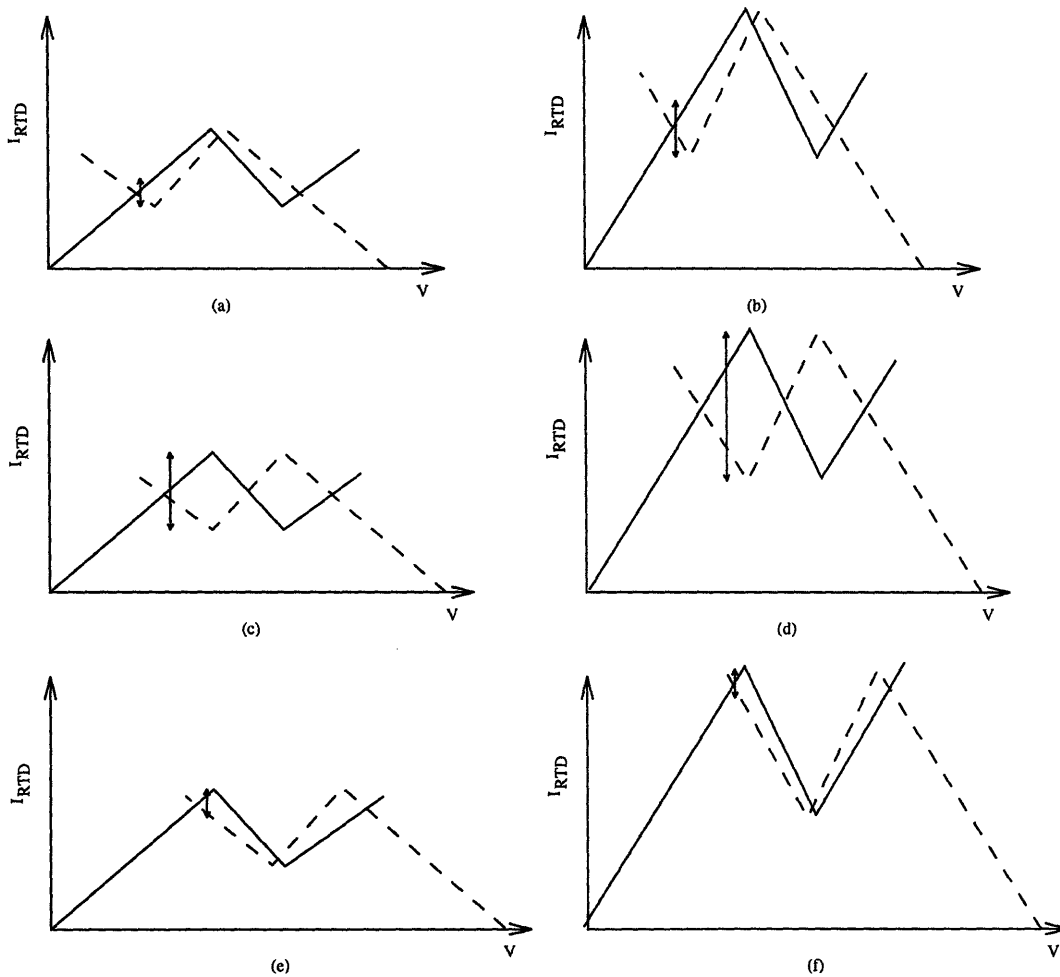 I_RTD
V
(a)
I_RTD
V
(b)
I_RTD
V
(c)
I_RTD
V
(d)
I_RTD
V
(e)
I_RTD
V
(f)